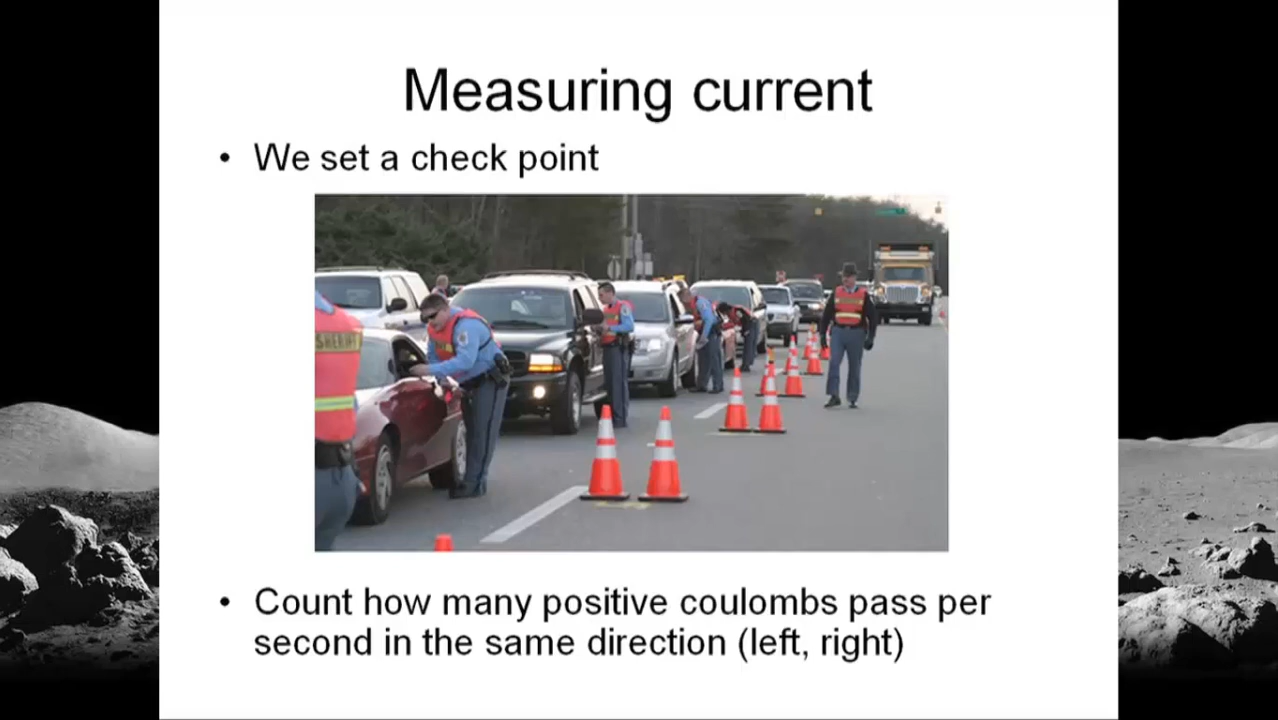 Measuring current
• We set a check point
SHERIFF
• Count how many positive coulombs pass per
second in the same direction (left, right)